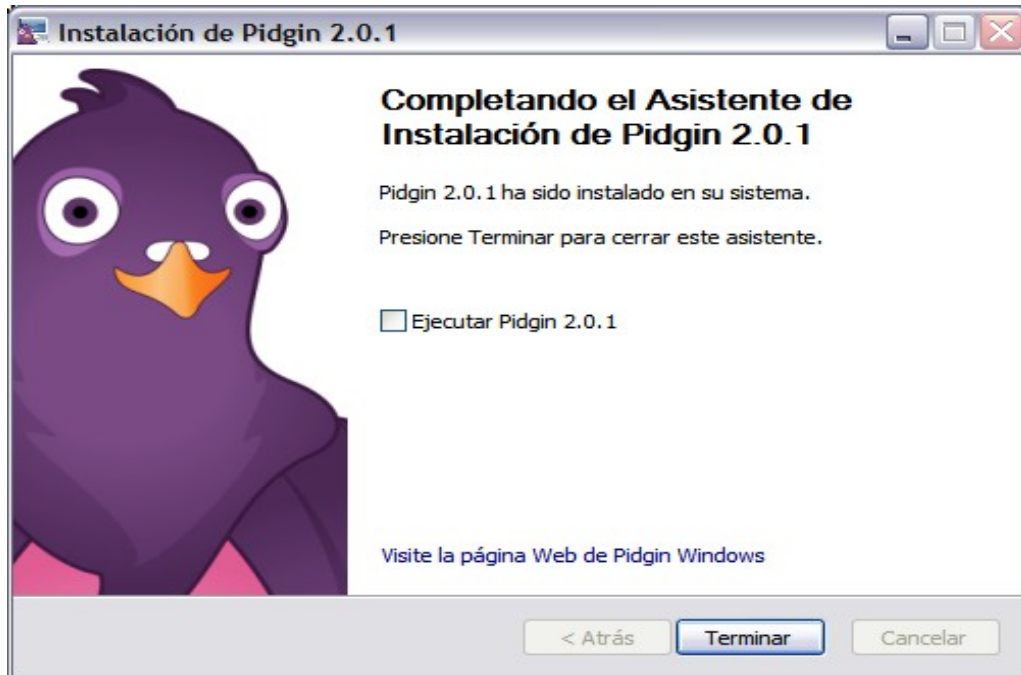 Instalación de Pidgin 2.0.1
Completando el Asistente de
Instalación de Pidgin 2.0.1
Pidgin 2.0.1 ha sido instalado en su sistema.
Presione Terminar para cerrar este asistente.
Ejecutar Pidgin 2.0.1
Visite la página Web de Pidgin Windows
< Atrás
Terminar
Cancelar